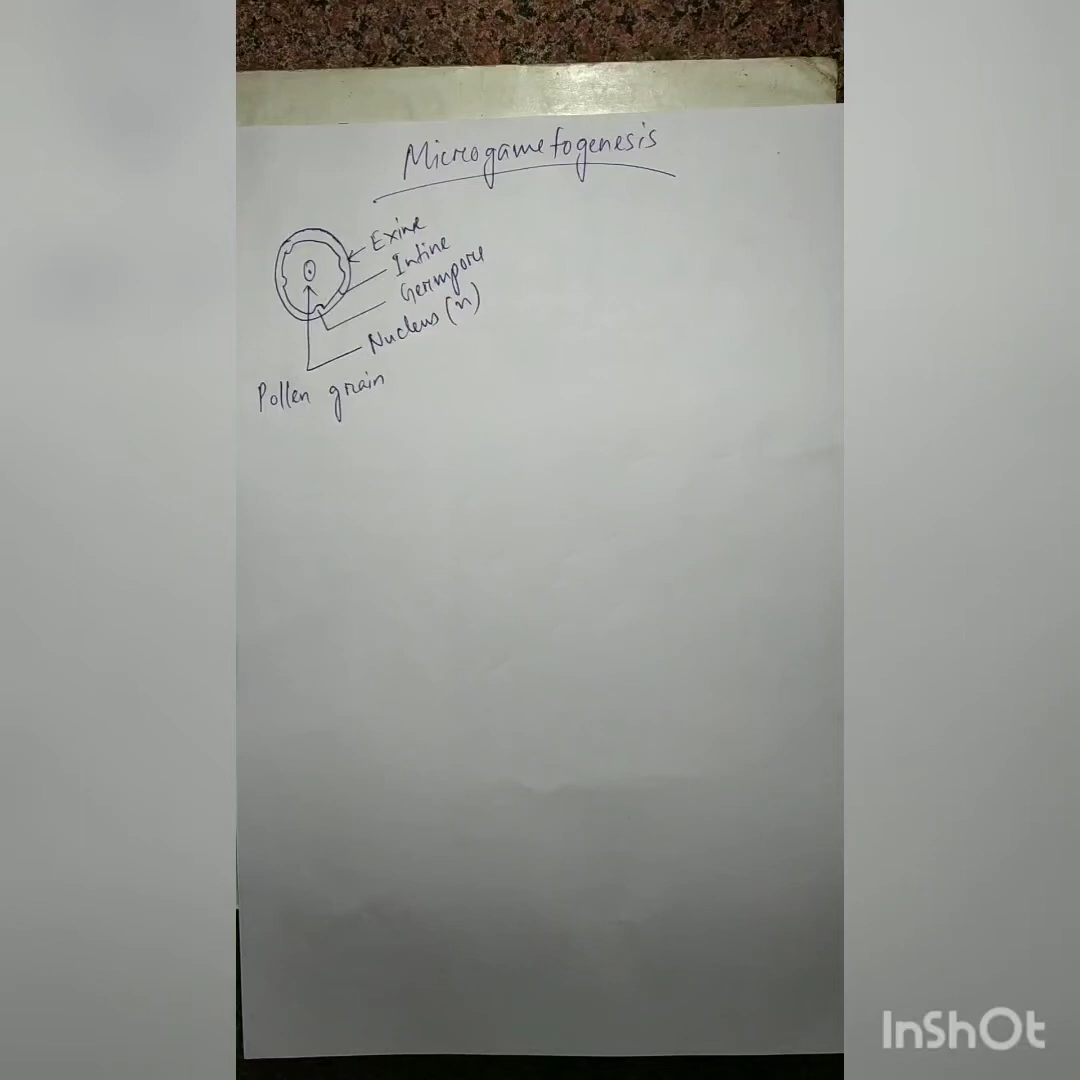 Microgametogenesis
Exine
Intine
Germpore
Nucleus (n)
Pollen grain
InShOt